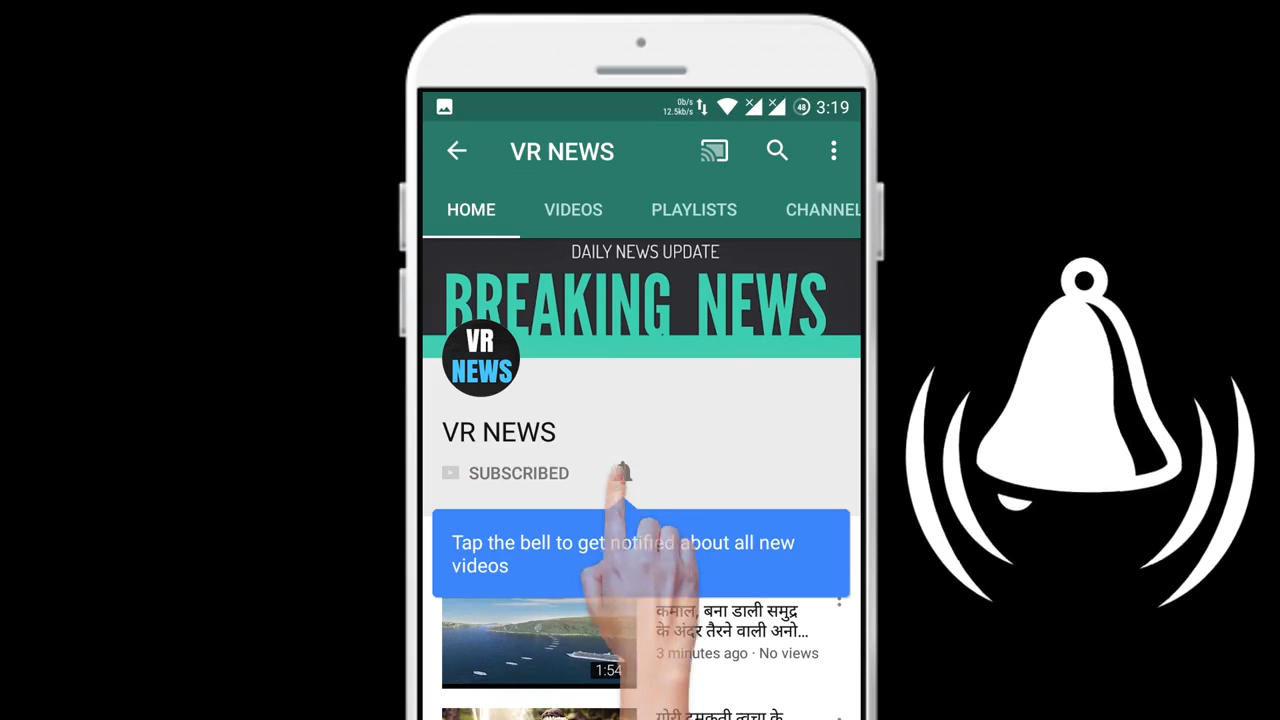 0b/s
12.5kb/s
48
3:19
VR NEWS
HOME
VIDEOS
PLAYLISTS
CHANNEL
DAILY NEWS UPDATE
BREAKING NEWS
VR
NEWS
VR NEWS
SUBSCRIBED
Tap the bell to get notified about all new
videos
कमाल, बना डाली समुद्र
के अंदर तैरने वाली अनो...
3 minutes ago · No views
1:54
गोरी दमकती त्वचा के